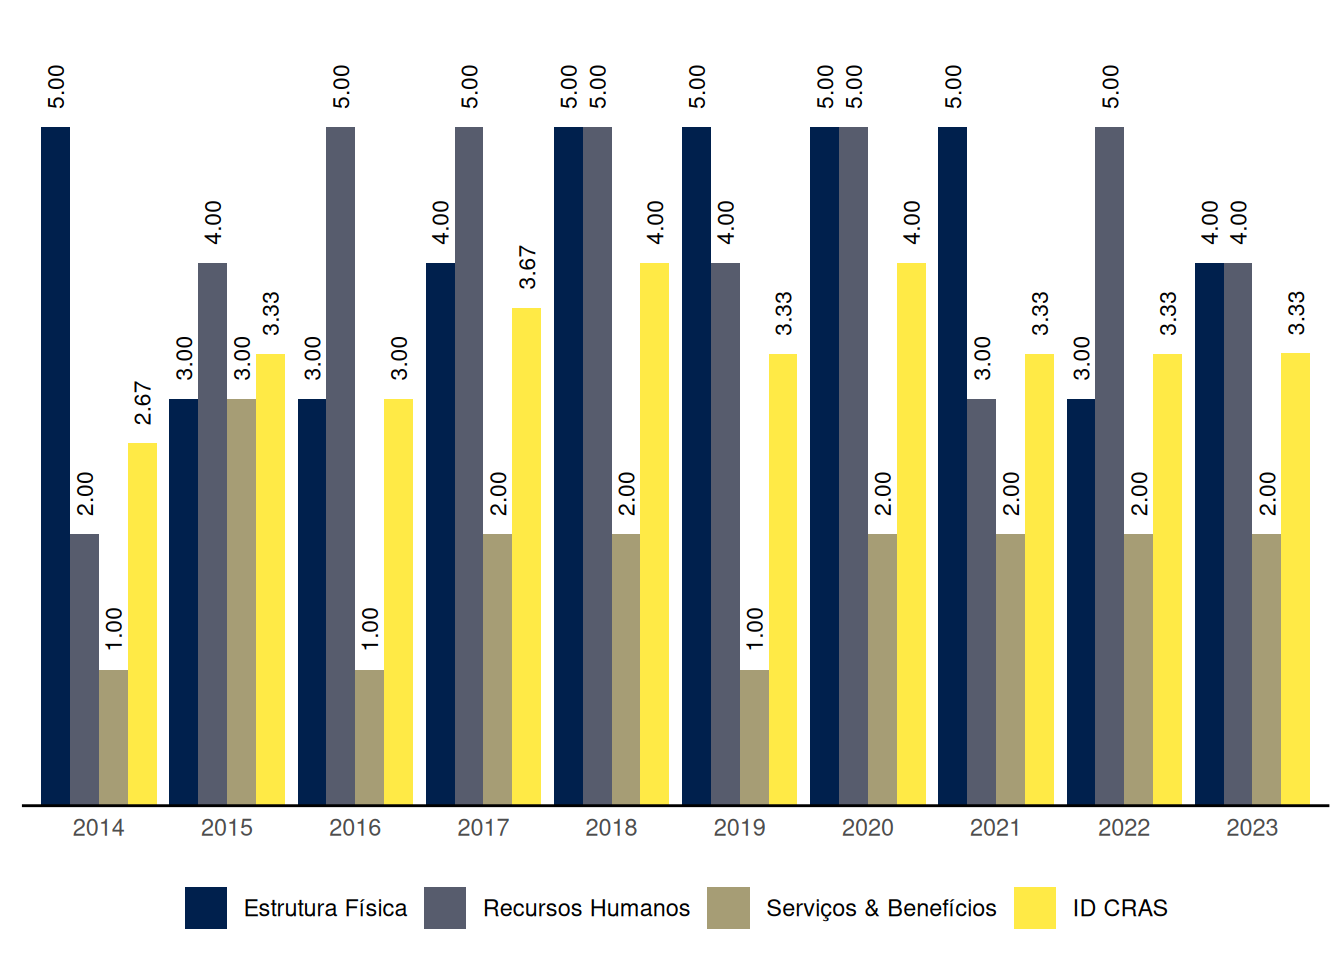 5.00 5.00 5.00 5.00 5.00 5.00 5.00 5.00 5.00 5.00
4.00 4.00 4.00 4.00 4.00 4.00 4.00
3.67
3.33 3.33 3.33 3.33 3.33
3.00 3.00 3.00 3.00 3.00 3.00
2.67
2.00 2.00 2.00 2.00 2.00 2.00 2.00
1.00 1.00 1.00
2014 2015 2016 2017 2018 2019 2020 2021 2022 2023
Estrutura Física Recursos Humanos Serviços & Benefícios ID CRAS